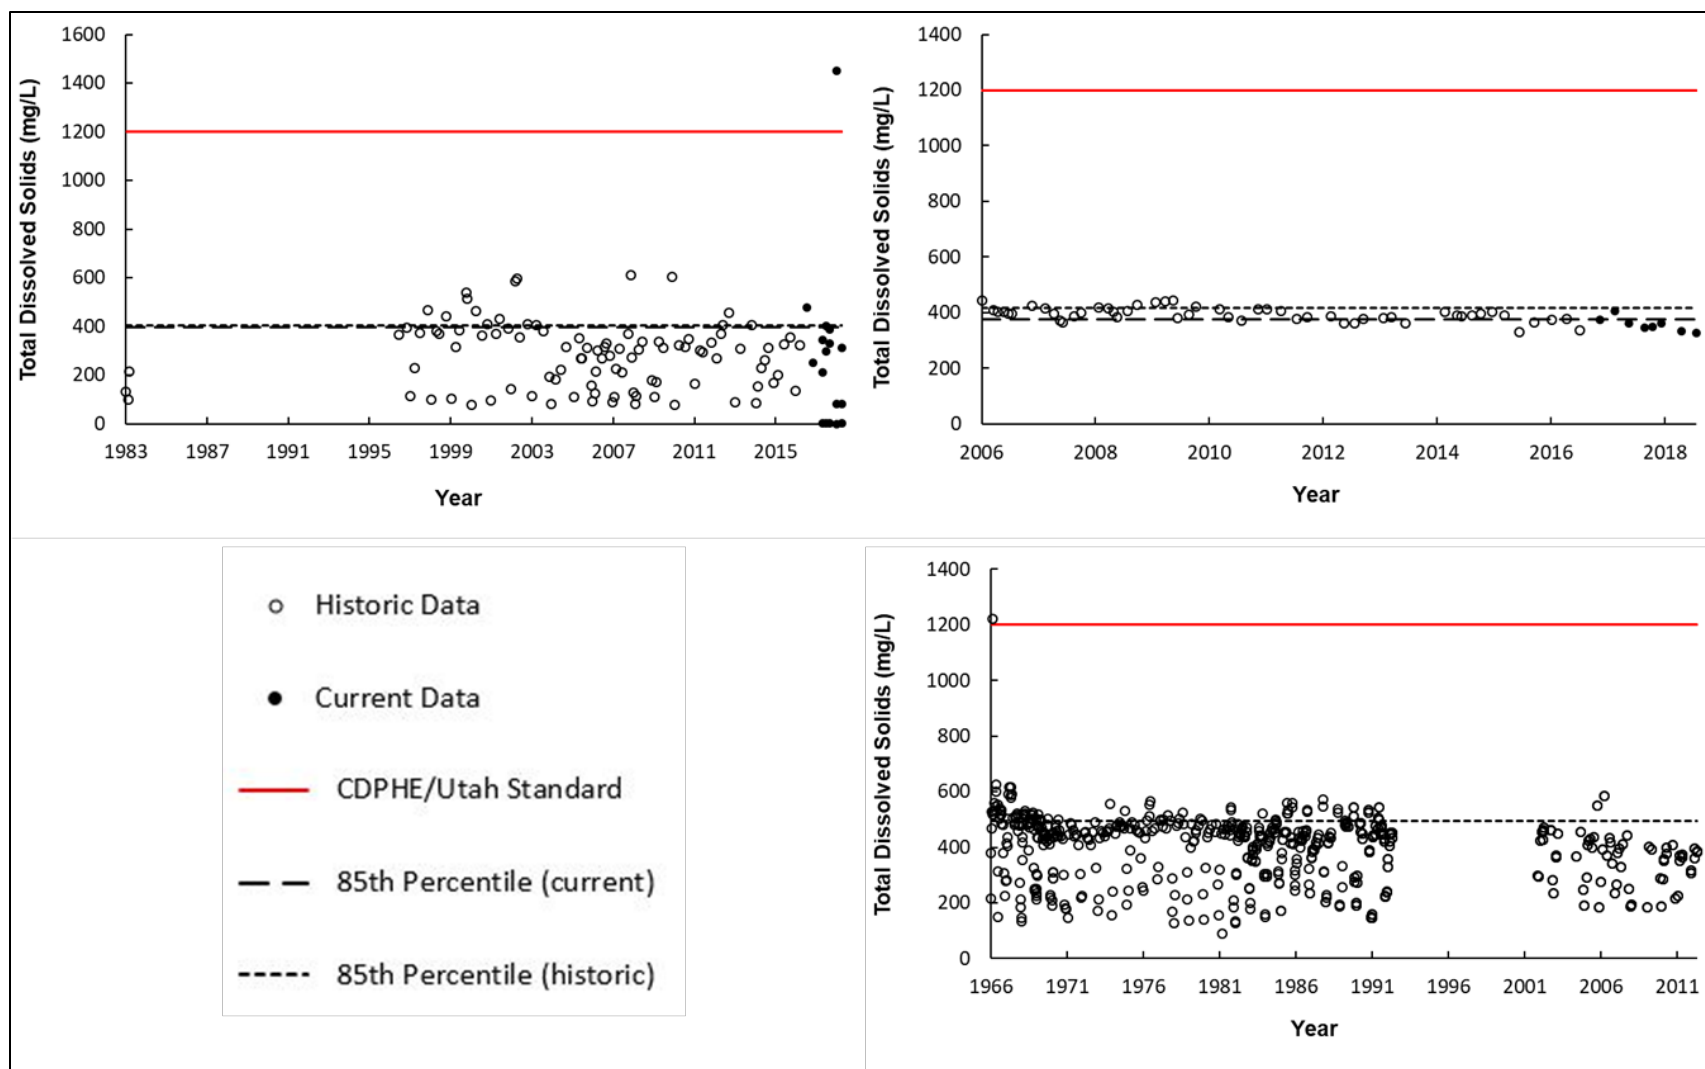 1600
1400
1200
1000
800
600
400
200
0
Total Dissolved Solids (mg/L)
1983 1987 1991 1995 1999 2003 2007 2011 2015
Year
1400
1200
1000
800
600
400
200
0
Total Dissolved Solids (mg/L)
2006 2008 2010 2012 2014 2016 2018
Year
Historic Data
Current Data
CDPHE/Utah Standard
85th Percentile (current)
85th Percentile (historic)
1400
1200
1000
800
600
400
200
0
Total Dissolved Solids (mg/L)
1966 1971 1976 1981 1986 1991 1996 2001 2006 2011
Year